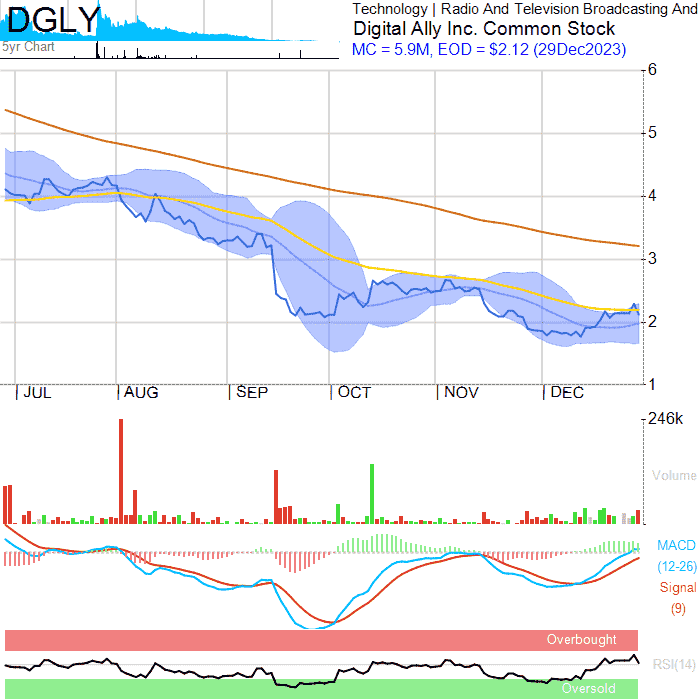 DGLY
5yr Chart
Technology | Radio And Television Broadcasting And
Digital Ally Inc. Common Stock
MC = 5.9M, EOD = $2.12 (29Dec2023)
6
5
4
3
2
1
JUL AUG SEP OCT NOV DEC
246k
Volume
MACD
(12-26)
Signal
(9)
Overbought
RSI(14)
Oversold